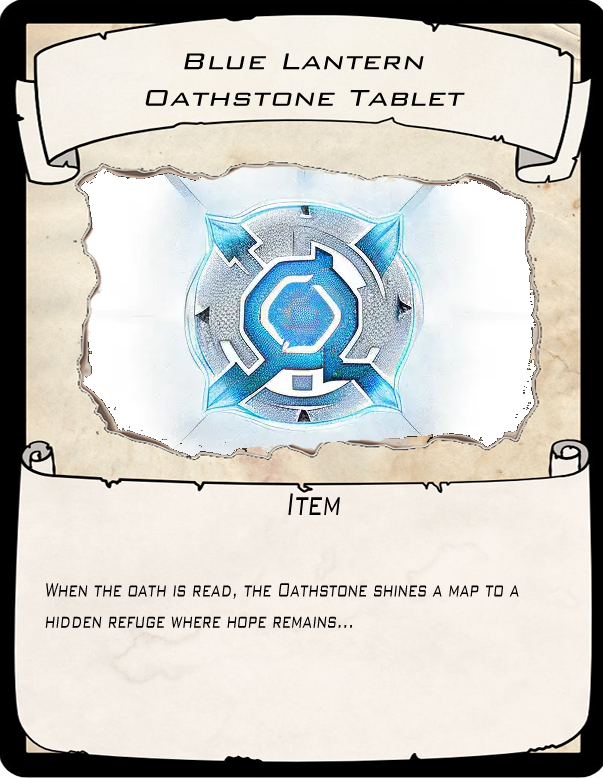 Blue Lantern
Oathstone Tablet
Item
When the oath is read, the Oathstone shines a map to a
hidden refuge where hope remains...